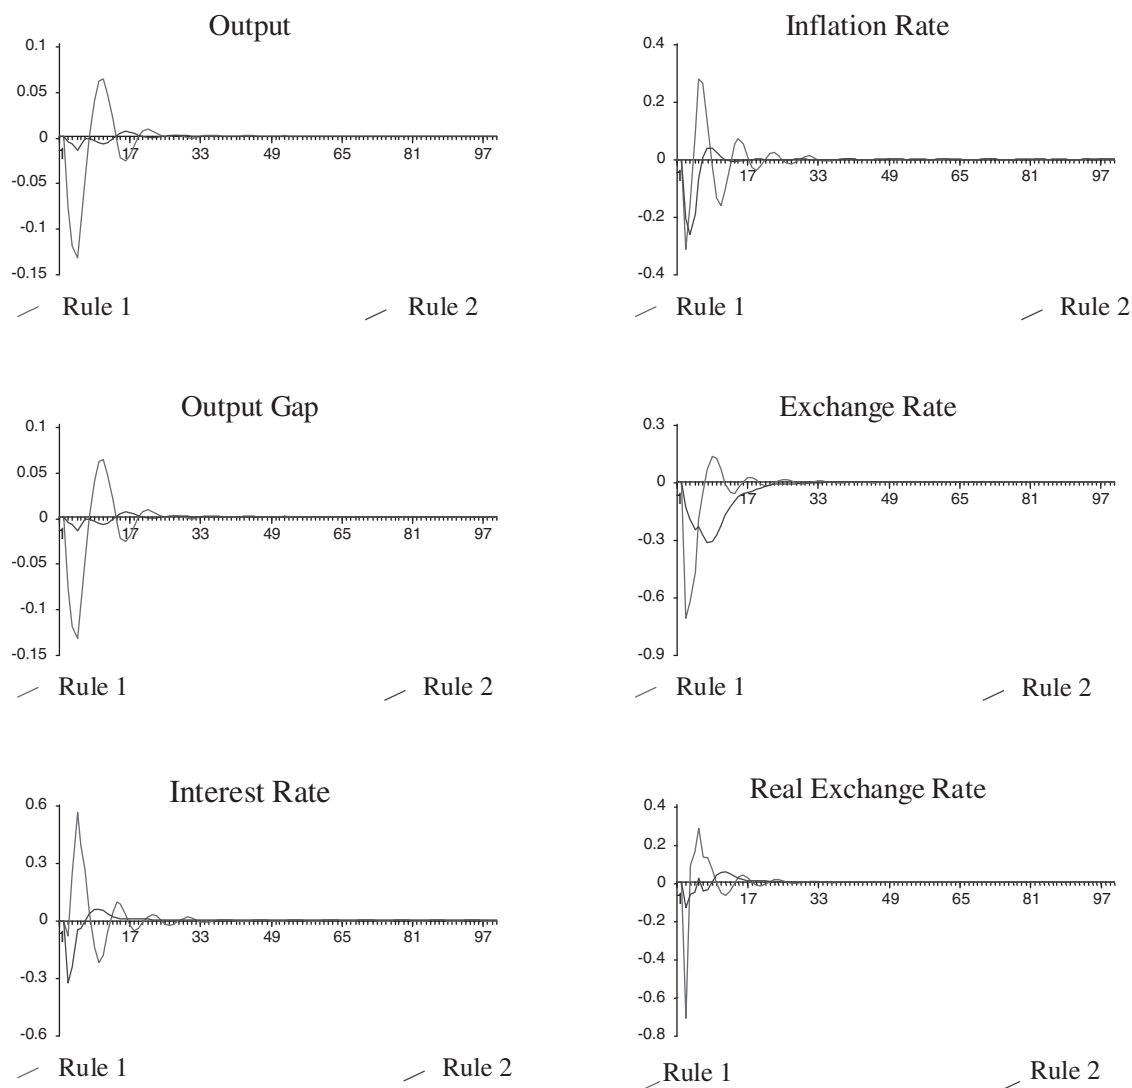 Output
0.1
0.05
0
-0.05
-0.1
-0.15
1 17 33 49 65 81 97
Rule 1 Rule 2
Inflation Rate
0.4
0.2
0
-0.2
-0.4
1 17 33 49 65 81 97
Rule 1 Rule 2
Output Gap
0.1
0.05
0
-0.05
-0.1
-0.15
1 17 33 49 65 81 97
Rule 1 Rule 2
Exchange Rate
0.3
0
-0.3
-0.6
-0.9
1 17 33 49 65 81 97
Rule 1 Rule 2
Interest Rate
0.6
0.3
0
-0.3
-0.6
1 17 33 49 65 81 97
Rule 1 Rule 2
Real Exchange Rate
0.4
0.2
0
-0.2
-0.4
-0.6
-0.8
1 17 33 49 65 81 97
Rule 1 Rule 2